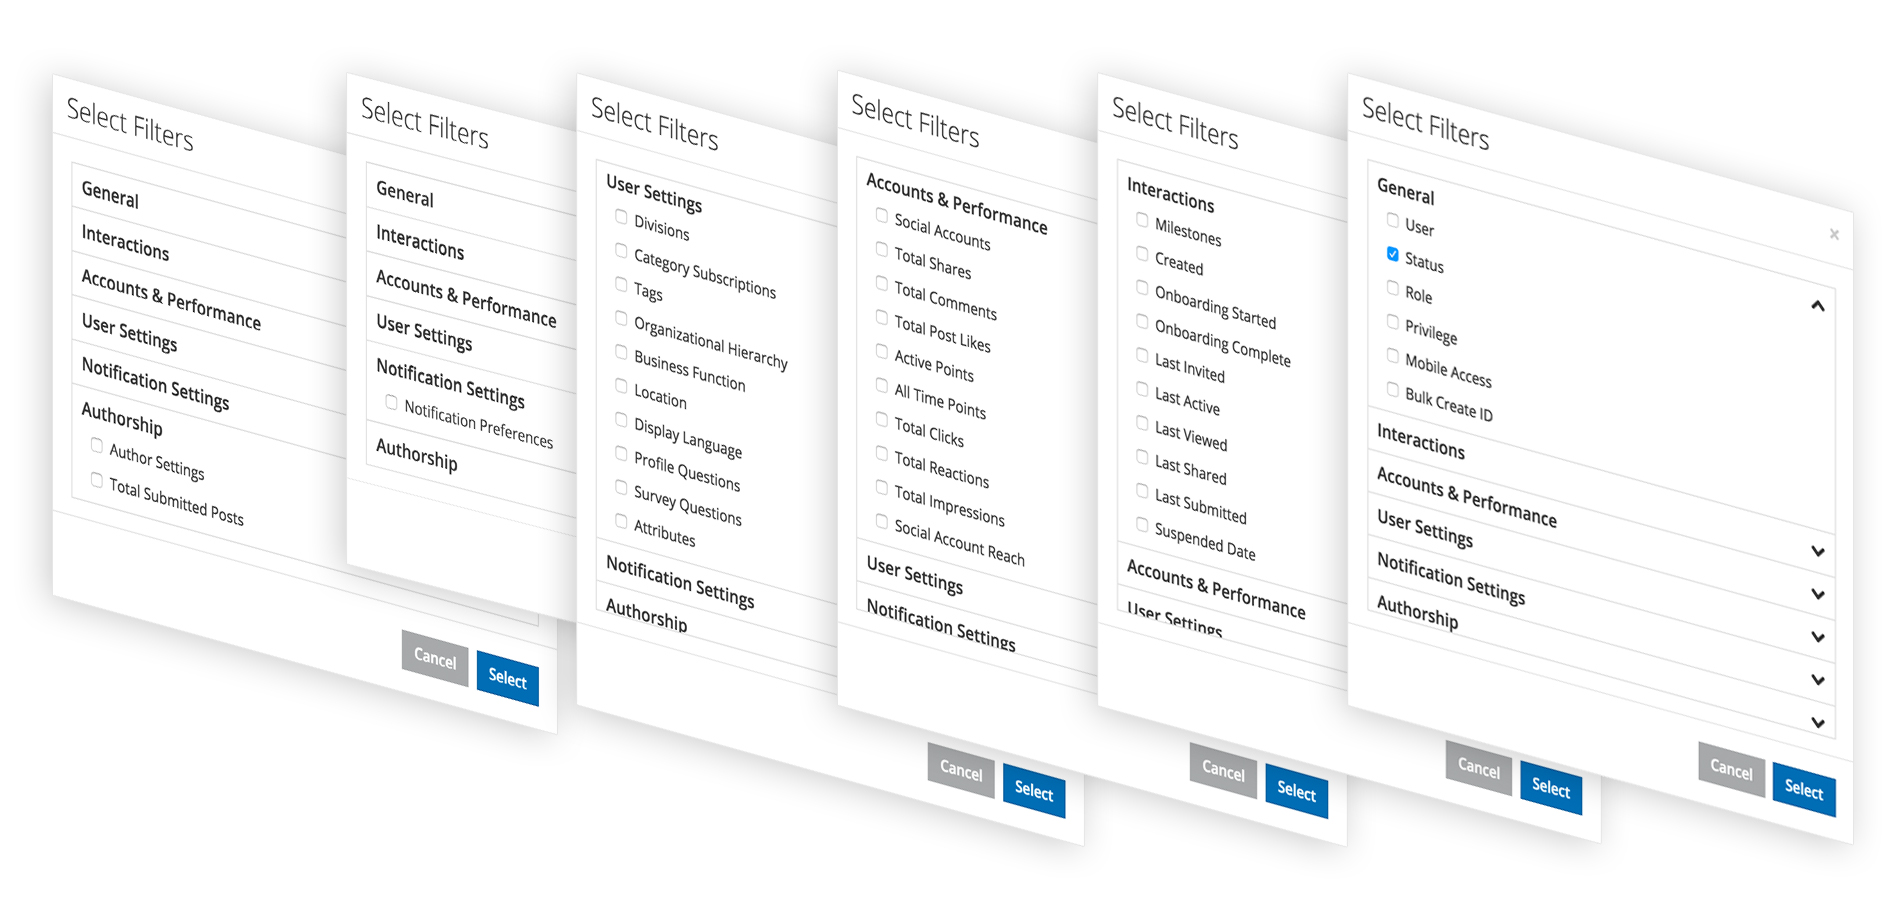 Select Filters
General
Interactions
Accounts & Performance
User Settings
Notification Settings
Authorship
Author Settings
Total Submitted Posts
Cancel
Select
Select Filters
General
Interactions
Accounts & Performance
User Settings
Notification Settings
Notification Preferences
Authorship
Select Filters
User Settings
Divisions
Category Subscriptions
Tags
Organizational Hierarchy
Business Function
Location
Display Language
Profile Questions
Survey Questions
Attributes
Notification Settings
Authorship
Cancel
Select
Select Filters
Accounts & Performance
Social Accounts
Total Shares
Total Comments
Total Post Likes
Active Points
All Time Points
Total Clicks
Total Reactions
Total Impressions
Social Account Reach
User Settings
Notification Settings
Cancel
Select
Select Filters
Interactions
Milestones
Created
Onboarding Started
Onboarding Complete
Last Invited
Last Active
Last Viewed
Last Shared
Last Submitted
Suspended Date
Accounts & Performance
User Settings
Cancel
Select
Select Filters
General
User
Status
Role
Privilege
Mobile Access
Bulk Create ID
Interactions
Accounts & Performance
User Settings
Notification Settings
Authorship
Cancel
Select